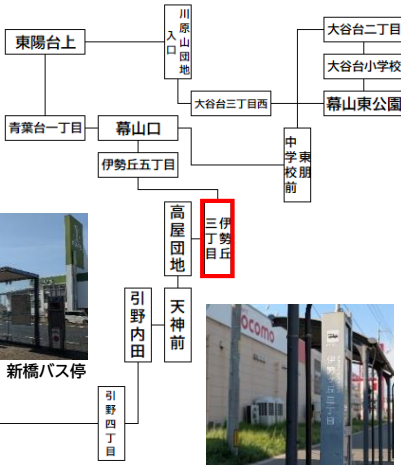 東陽台上
川原山団地
入口
大谷台二丁目
大谷台小学校
大谷台三丁目西
幕山東公園
青葉台一丁目
幕山口
東朋
中学校前
伊勢丘五丁目
伊勢丘
三丁目
高屋団地
天神前
引野内田
新橋バス停
引野四丁目
ocomo